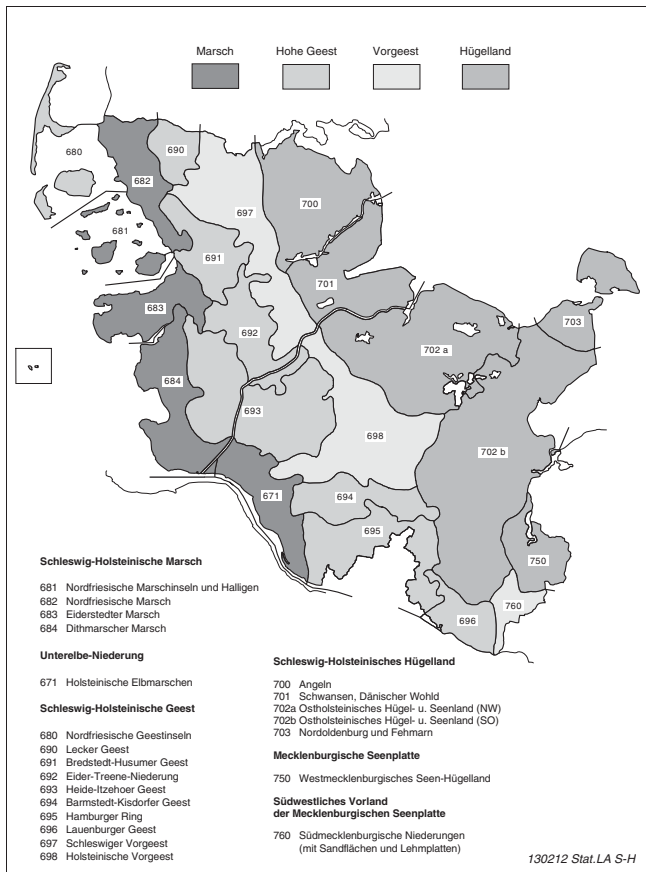 Marsch Hohe Geest Vorgeest Hügelland
680
690
682
700
697
681
691
701
683
703
692
702 a
684
693
698
702 b
671
694
695
750
760
696
Schleswig-Holsteinische Marsch
681 Nordfriesische Marschinseln und Halligen
682 Nordfriesische Marsch
683 Eiderstedter Marsch
684 Dithmarscher Marsch
Unterelbe-Niederung
671 Holsteinische Elbmarschen
Schleswig-Holsteinische Geest
680 Nordfriesische Geestinseln
690 Lecker Geest
691 Bredstedt-Husumer Geest
692 Eider-Treene-Niederung
693 Heide-Itzehoer Geest
694 Barmstedt-Kisdorfer Geest
695 Hamburger Ring
696 Lauenburger Geest
697 Schleswiger Vorgeest
698 Holsteinische Vorgeest
Schleswig-Holsteinisches Hügelland
700 Angeln
701 Schwansen, Dänischer Wohld
702a Ostholsteinisches Hügel- u. Seenland (NW)
702b Ostholsteinisches Hügel- u. Seenland (SO)
703 Nordoldenburg und Fehmarn
Mecklenburgische Seenplatte
750 Westmecklenburgisches Seen-Hügelland
Südwestliches Vorland
der Mecklenburgischen Seenplatte
760 Südmecklenburgische Niederungen
(mit Sandflächen und Lehmplatten)
130212 Stat.LA S-H